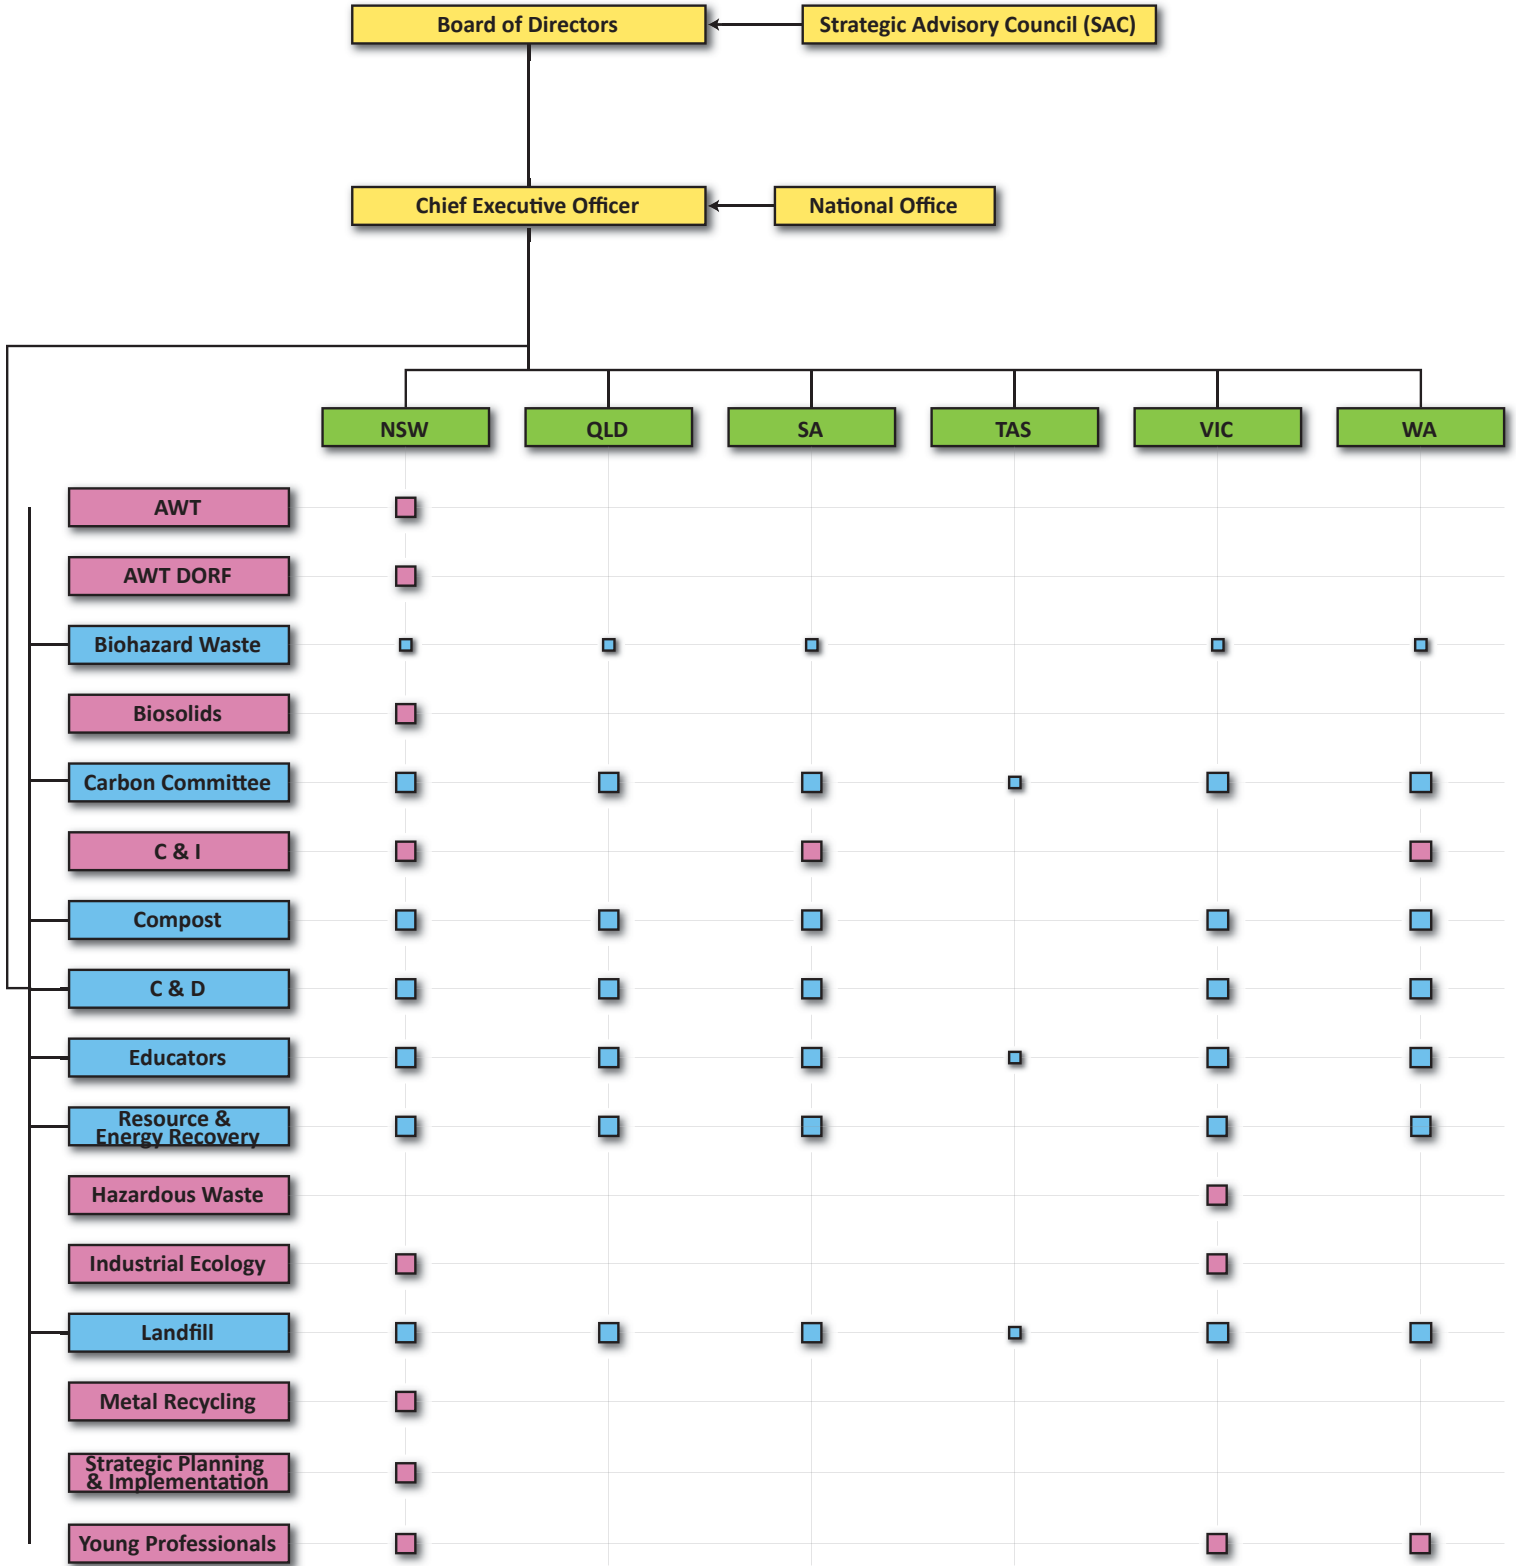 Board of Directors
Strategic Advisory Council (SAC)
Chief Executive Officer
National Office
NSW
QLD
SA
TAS
VIC
WA
AWT
AWT DORF
Biohazard Waste
Biosolids
Carbon Committee
C & I
Compost
C & D
Educators
Resource &
Energy Recovery
Hazardous Waste
Industrial Ecology
Landfill
Metal Recycling
Strategic Planning
& Implementation
Young Professionals